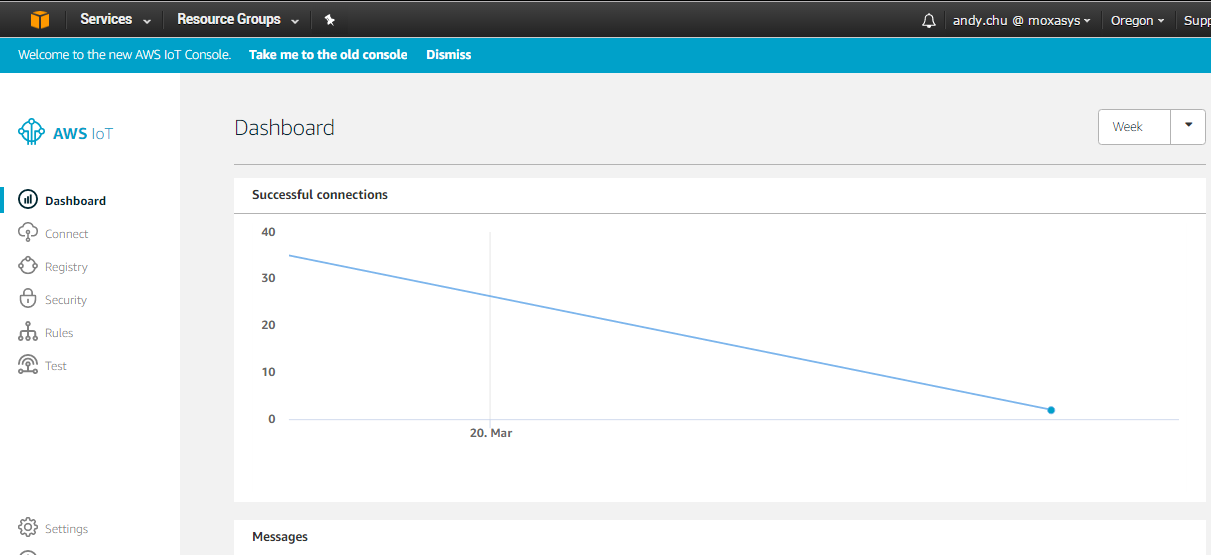 Services Resource Groups andy.chu @ moxasys Oregon Supp
Welcome to the new AWS IoT Console. Take me to the old console Dismiss
AWS IoT
Dashboard
Connect
Registry
Security
Rules
Test
Settings
Dashboard
Week
Successful connections
40
30
20
10
0
20. Mar
Messages